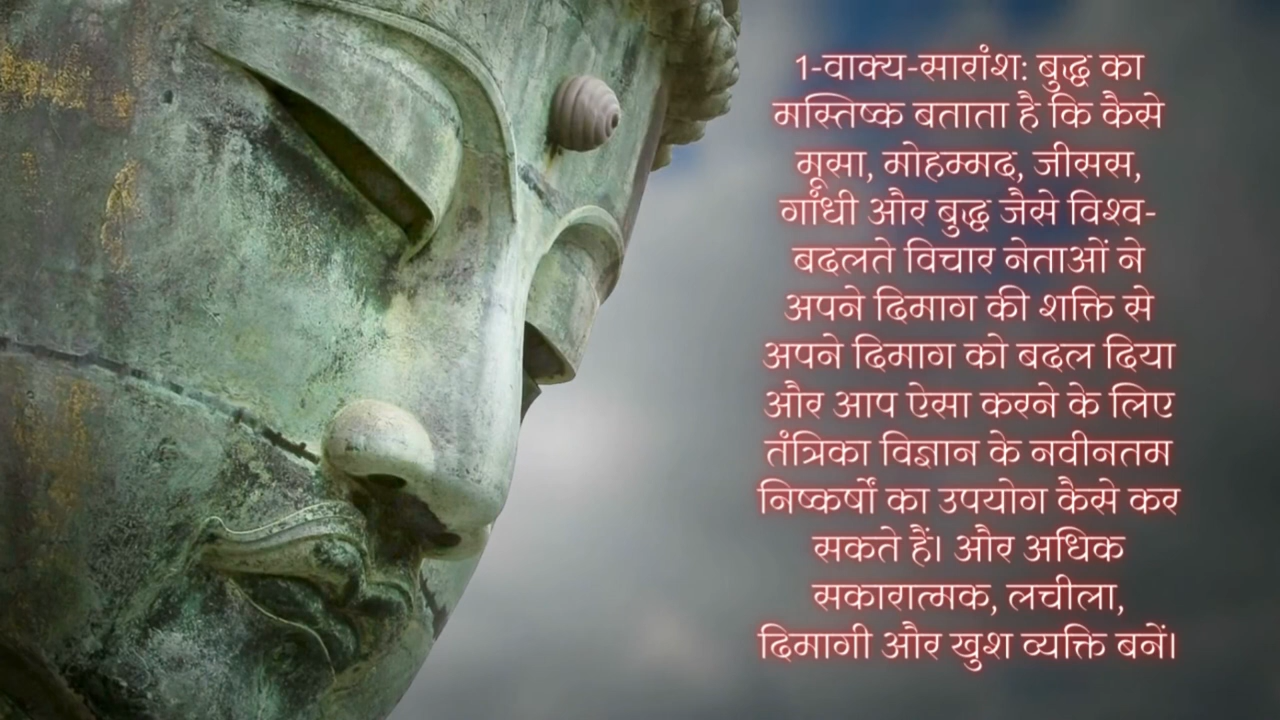 1-वाक्य-सारांश: बुद्ध का
मस्तिष्क बताता है कि कैसे
मूसा, मोहम्मद, जीसस,
गांधी और बुद्ध जैसे विश्व-
बदलते विचार नेताओं ने
अपने दिमाग की शक्ति से
अपने दिमाग को बदल दिया
और आप ऐसा करने के लिए
तंत्रिका विज्ञान के नवीनतम
निष्कर्षों का उपयोग कैसे कर
सकते हैं। और अधिक
सकारात्मक, लचीला,
दिमागी और खुश व्यक्ति बनें।